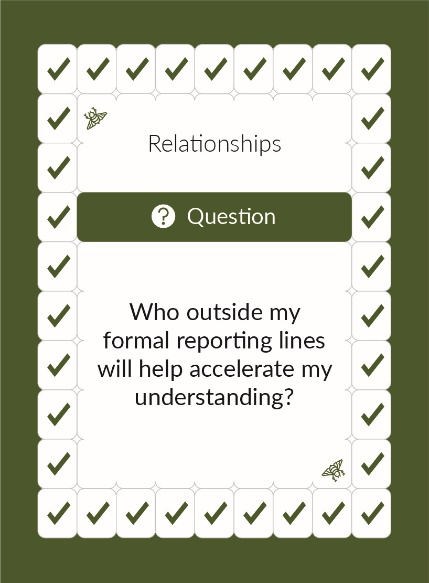 Relationships
? Question
Who outside my
formal reporting lines
will help accelerate my
understanding?